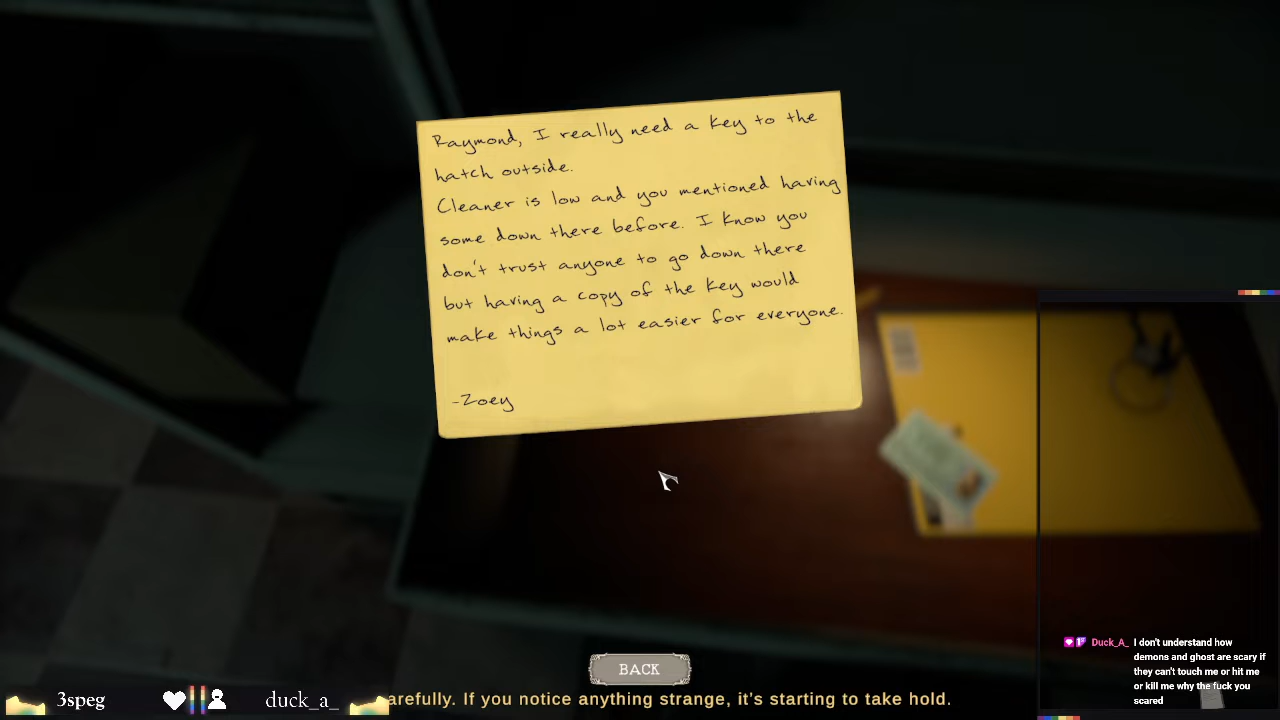 Raymond, I really need a key to the
hatch outside.
Cleaner is low and you mentioned having
some down there before. I know you
don't trust anyone to go down there
but having a copy of the key would
make things a lot easier for everyone.
-Zoey
BACK
arefully. If you notice anything strange, it's starting to take hold.
3speg
duck_a_
Duck_A_ I don't understand how
demons and ghost are scary if
they can't touch me or hit me
or kill me why the fuck you
scared